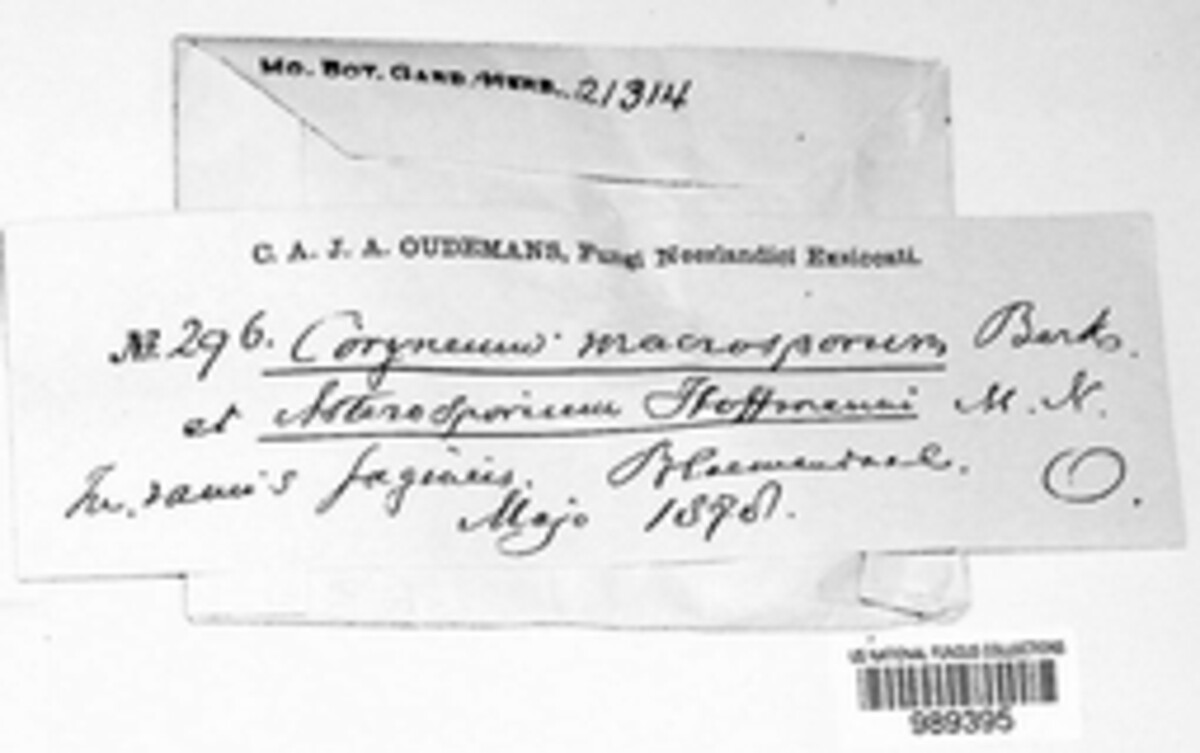 MO. BOT. GARD. HERB. 21314
C. A. J. A. OUDEMANS, Fungi Neerlandici Exsiccati.
No. 296. Coryneum macrosporum Berk.
et Asterosporium Hoffmanni M. N.
In ramis fagineis. Bloemendaal. O.
Majo 1878.
US NATIONAL FUNGUS COLLECTIONS
989395